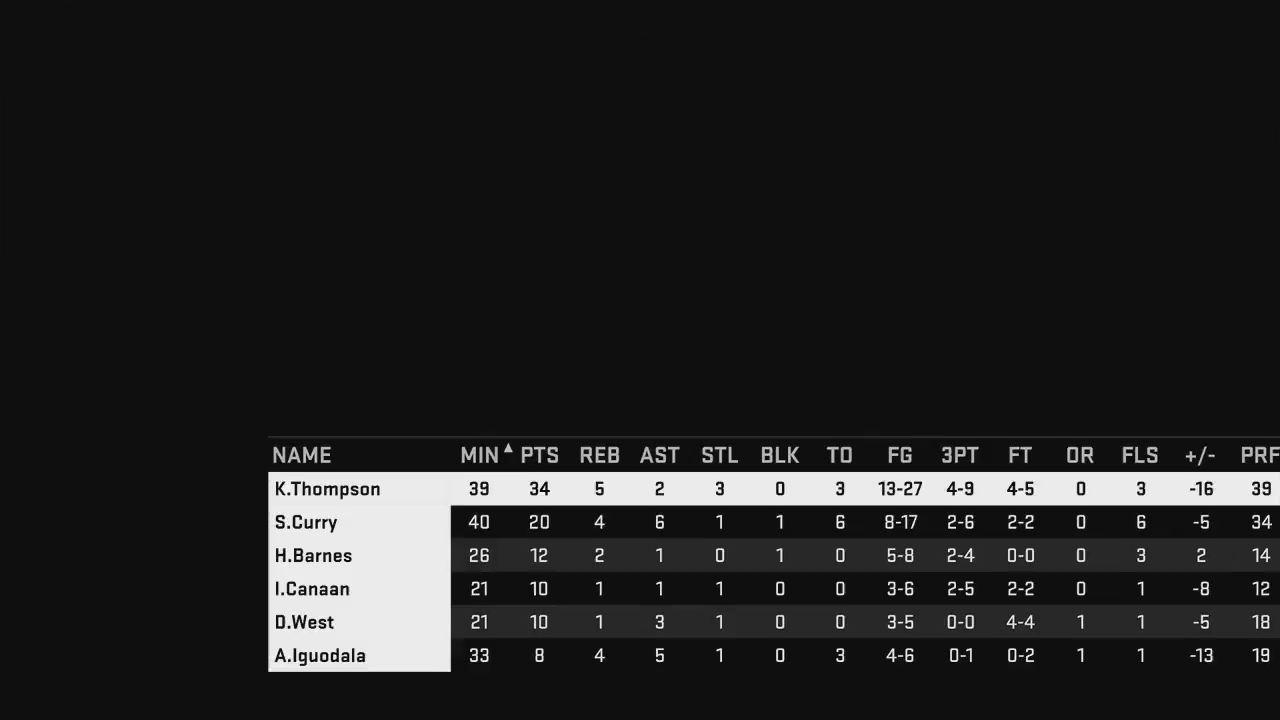 NAME MIN ▲ PTS REB AST STL BLK TO FG 3PT FT OR FLS +/- PRF
K.Thompson 39 34 5 2 3 0 3 13-27 4-9 4-5 0 3 -16 39
S.Curry 40 20 4 6 1 1 6 8-17 2-6 2-2 0 6 -5 34
H.Barnes 26 12 2 1 0 1 0 5-8 2-4 0-0 0 3 2 14
I.Canaan 21 10 1 1 1 0 0 3-6 2-5 2-2 0 1 -8 12
D.West 21 10 1 3 1 0 0 3-5 0-0 4-4 1 1 -5 18
A.Iguodala 33 8 4 5 1 0 3 4-6 0-1 0-2 1 1 -13 19